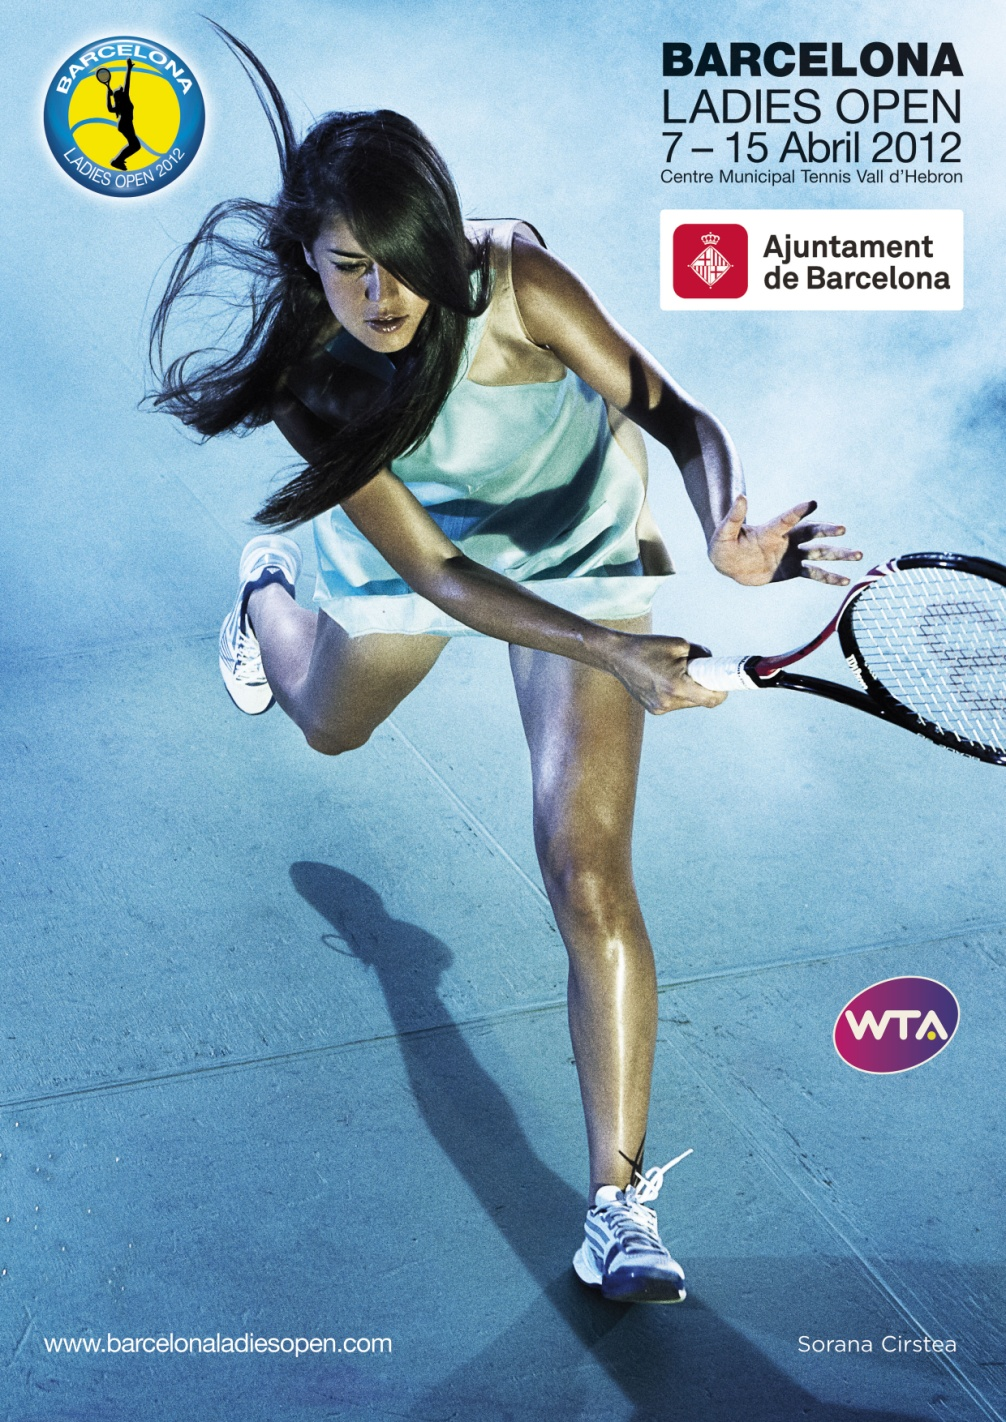 BARCELONA
LADIES OPEN 2012
BARCELONA
LADIES OPEN
7 – 15 Abril 2012
Centre Municipal Tennis Vall d'Hebron
Ajuntament
de Barcelona
WTA
www.barcelonaladiesopen.com
Sorana Cirstea